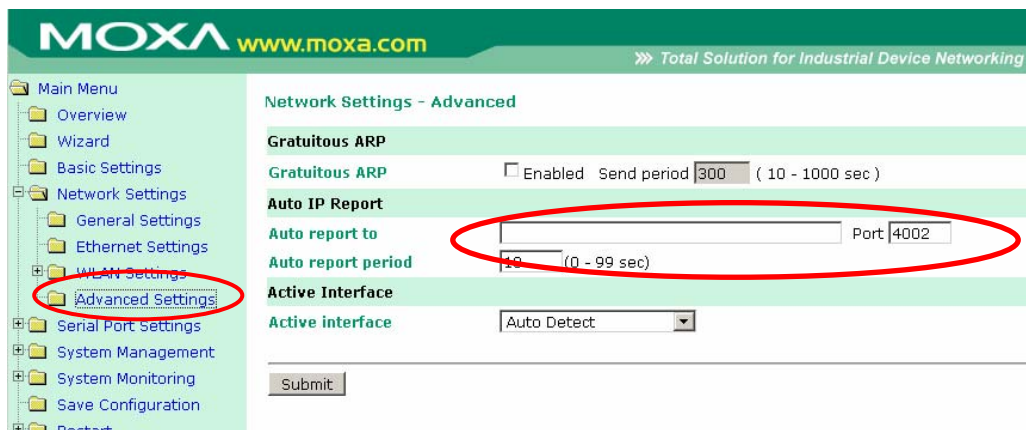 MOXA www.moxa.com
Total Solution for Industrial Device Networking
Main Menu
Overview
Wizard
Basic Settings
Network Settings
General Settings
Ethernet Settings
WLAN Settings
Advanced Settings
Serial Port Settings
System Management
System Monitoring
Save Configuration
Restart
Network Settings - Advanced
Gratuitous ARP
Gratuitous ARP Enabled Send period 300 ( 10 - 1000 sec )
Auto IP Report
Auto report to Port 4002
Auto report period 10 (0 - 99 sec)
Active Interface
Active interface Auto Detect
Submit